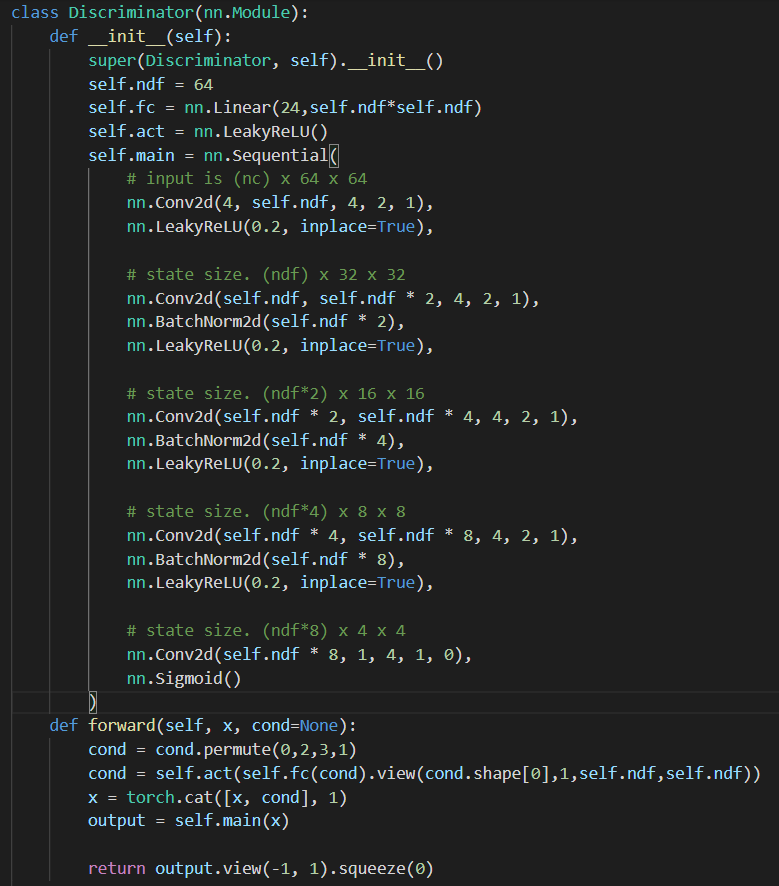 class Discriminator(nn.Module):
    def __init__(self):
        super(Discriminator, self).__init__()
        self.ndf = 64
        self.fc = nn.Linear(24,self.ndf*self.ndf)
        self.act = nn.LeakyReLU()
        self.main = nn.Sequential(
            # input is (nc) x 64 x 64
            nn.Conv2d(4, self.ndf, 4, 2, 1),
            nn.LeakyReLU(0.2, inplace=True),

            # state size. (ndf) x 32 x 32
            nn.Conv2d(self.ndf, self.ndf * 2, 4, 2, 1),
            nn.BatchNorm2d(self.ndf * 2),
            nn.LeakyReLU(0.2, inplace=True),

            # state size. (ndf*2) x 16 x 16
            nn.Conv2d(self.ndf * 2, self.ndf * 4, 4, 2, 1),
            nn.BatchNorm2d(self.ndf * 4),
            nn.LeakyReLU(0.2, inplace=True),

            # state size. (ndf*4) x 8 x 8
            nn.Conv2d(self.ndf * 4, self.ndf * 8, 4, 2, 1),
            nn.BatchNorm2d(self.ndf * 8),
            nn.LeakyReLU(0.2, inplace=True),

            # state size. (ndf*8) x 4 x 4
            nn.Conv2d(self.ndf * 8, 1, 4, 1, 0),
            nn.Sigmoid()
        )
    def forward(self, x, cond=None):
        cond = cond.permute(0,2,3,1)
        cond = self.act(self.fc(cond).view(cond.shape[0],1,self.ndf,self.ndf))
        x = torch.cat([x, cond], 1)
        output = self.main(x)

        return output.view(-1, 1).squeeze(0)